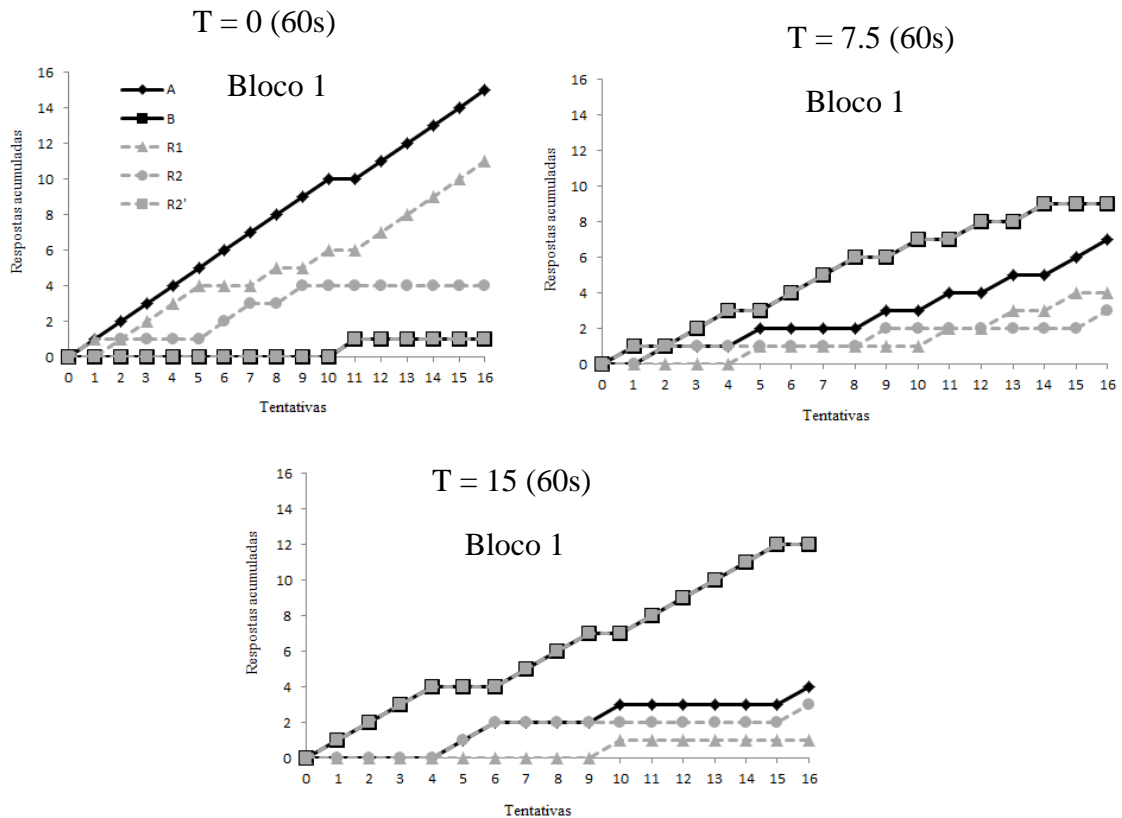 T = 0 (60s)
Bloco 1
Respostas acumuladas
16
14
12
10
8
6
4
2
0
A
B
R1
R2
R2'
0 1 2 3 4 5 6 7 8 9 10 11 12 13 14 15 16
Tentativas
T = 7.5 (60s)
Bloco 1
Respostas acumuladas
16
14
12
10
8
6
4
2
0
0 1 2 3 4 5 6 7 8 9 10 11 12 13 14 15 16
Tentativas
T = 15 (60s)
Bloco 1
Respostas acumuladas
16
14
12
10
8
6
4
2
0
0 1 2 3 4 5 6 7 8 9 10 11 12 13 14 15 16
Tentativas